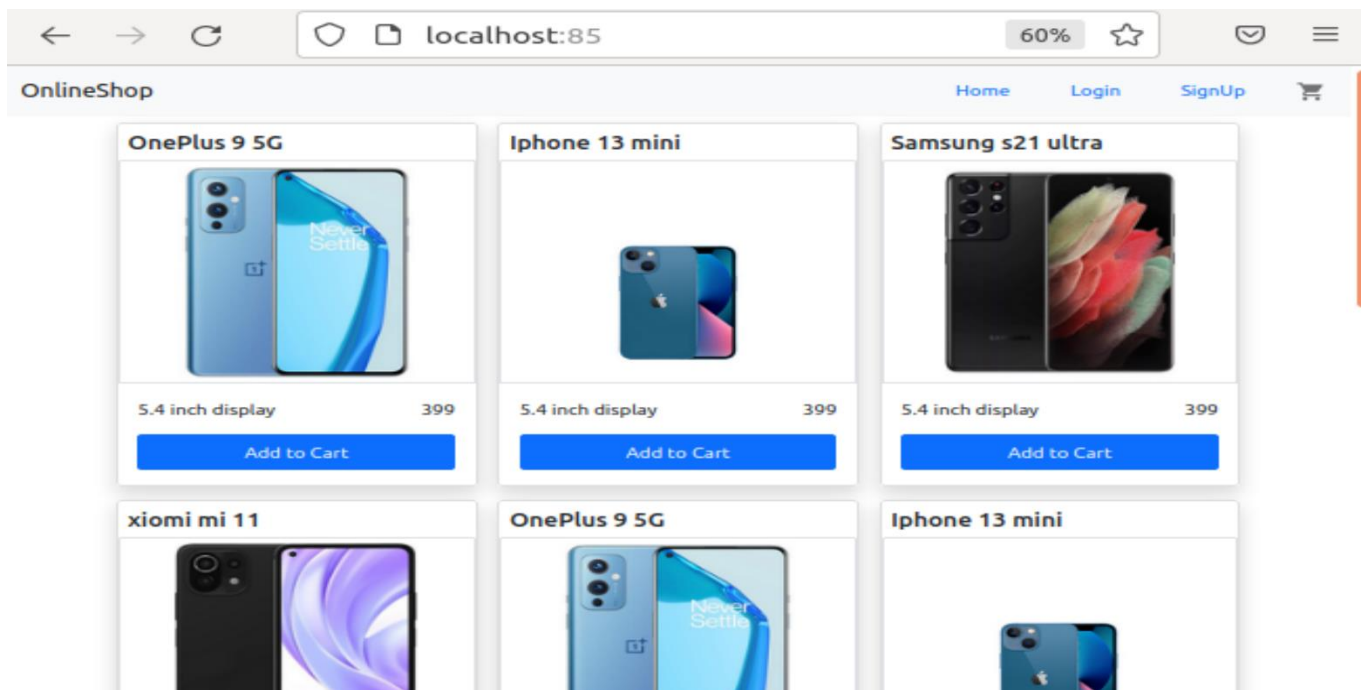 localhost:85
60%
OnlineShop Home Login SignUp
OnePlus 9 5G Iphone 13 mini Samsung s21 ultra
Never
Settle
5.4 inch display 399 5.4 inch display 399 5.4 inch display 399
Add to Cart Add to Cart Add to Cart
xiomi mi 11 OnePlus 9 5G Iphone 13 mini
Never
Settle